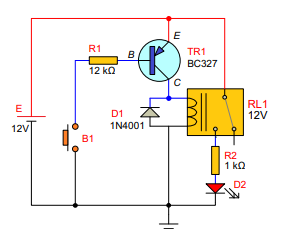 E
R1
B
TR1
BC327
12 kΩ
C
E
12V
D1
1N4001
RL1
12V
B1
R2
1 kΩ
D2